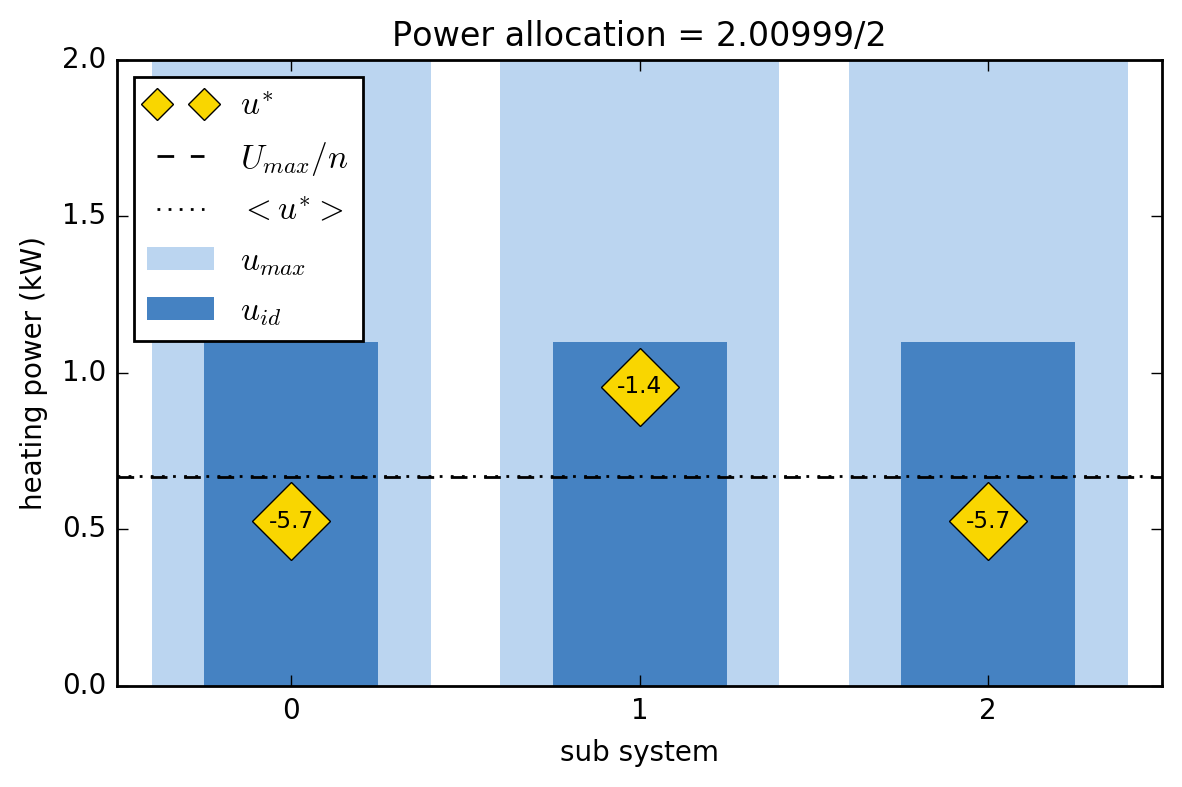 Power allocation = 2.00999/2
2.0
1.5
1.0
0.5
0.0
heating power (kW)
u*
U_max/n
<u*>
u_max
u_id
-5.7
-1.4
-5.7
0
1
2
sub system